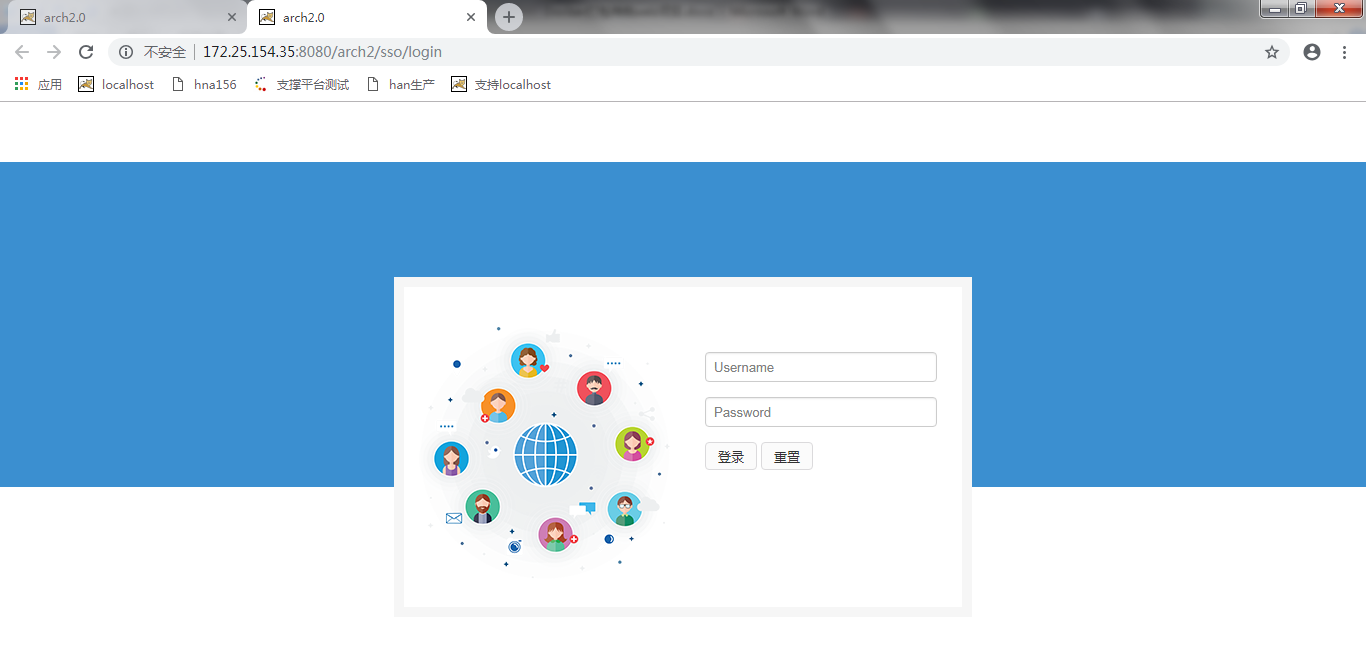 arch2.0 arch2.0
不安全 172.25.154.35:8080/arch2/sso/login
应用 localhost hna156 支撑平台测试 han生产 支持localhost
Username
Password
登录 重置